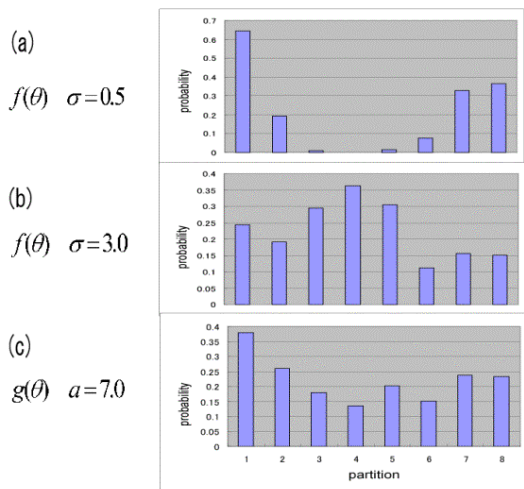 (a)
f(θ) σ=0.5
0.7
0.6
0.5
0.4
0.3
0.2
0.1
0
probability
(b)
f(θ) σ=3.0
0.4
0.35
0.3
0.25
0.2
0.15
0.1
0.05
0
probability
(c)
g(θ) a=7.0
0.4
0.35
0.3
0.25
0.2
0.15
0.1
0.05
0
probability
1 2 3 4 5 6 7 8
partition